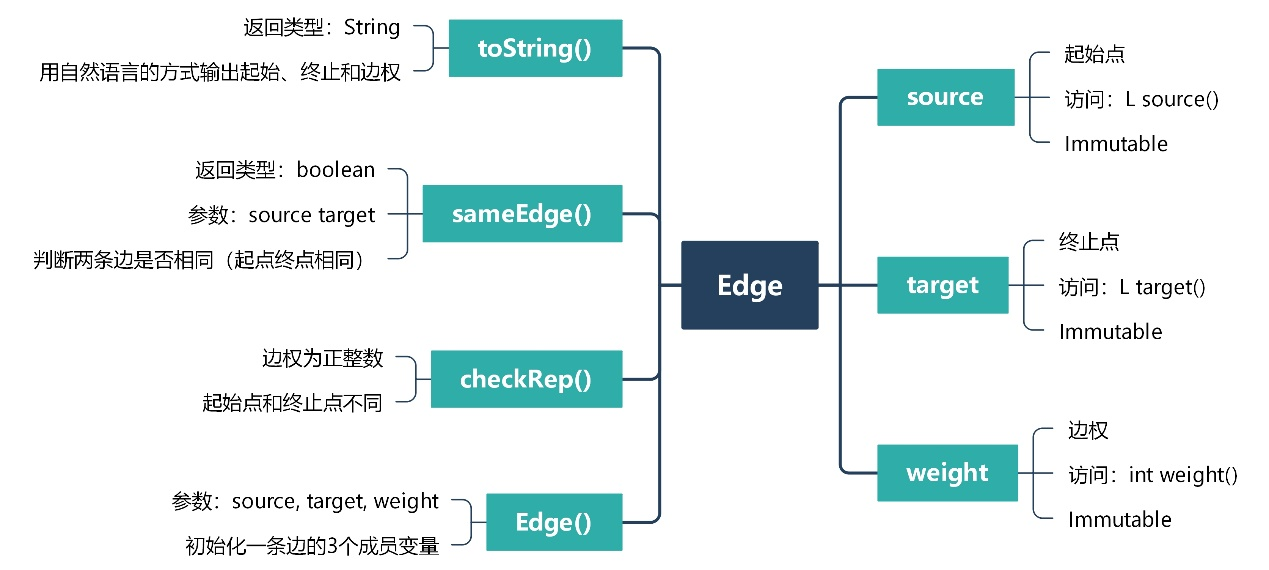 Edge
toString()
返回类型：String
用自然语言的方式输出起始、终止和边权
sameEdge()
返回类型：boolean
参数：source target
判断两条边是否相同（起点终点相同）
checkRep()
边权为正整数
起始点和终止点不同
Edge()
参数：source, target, weight
初始化一条边的3个成员变量
source
起始点
访问：L source()
Immutable
target
终止点
访问：L target()
Immutable
weight
边权
访问：int weight()
Immutable